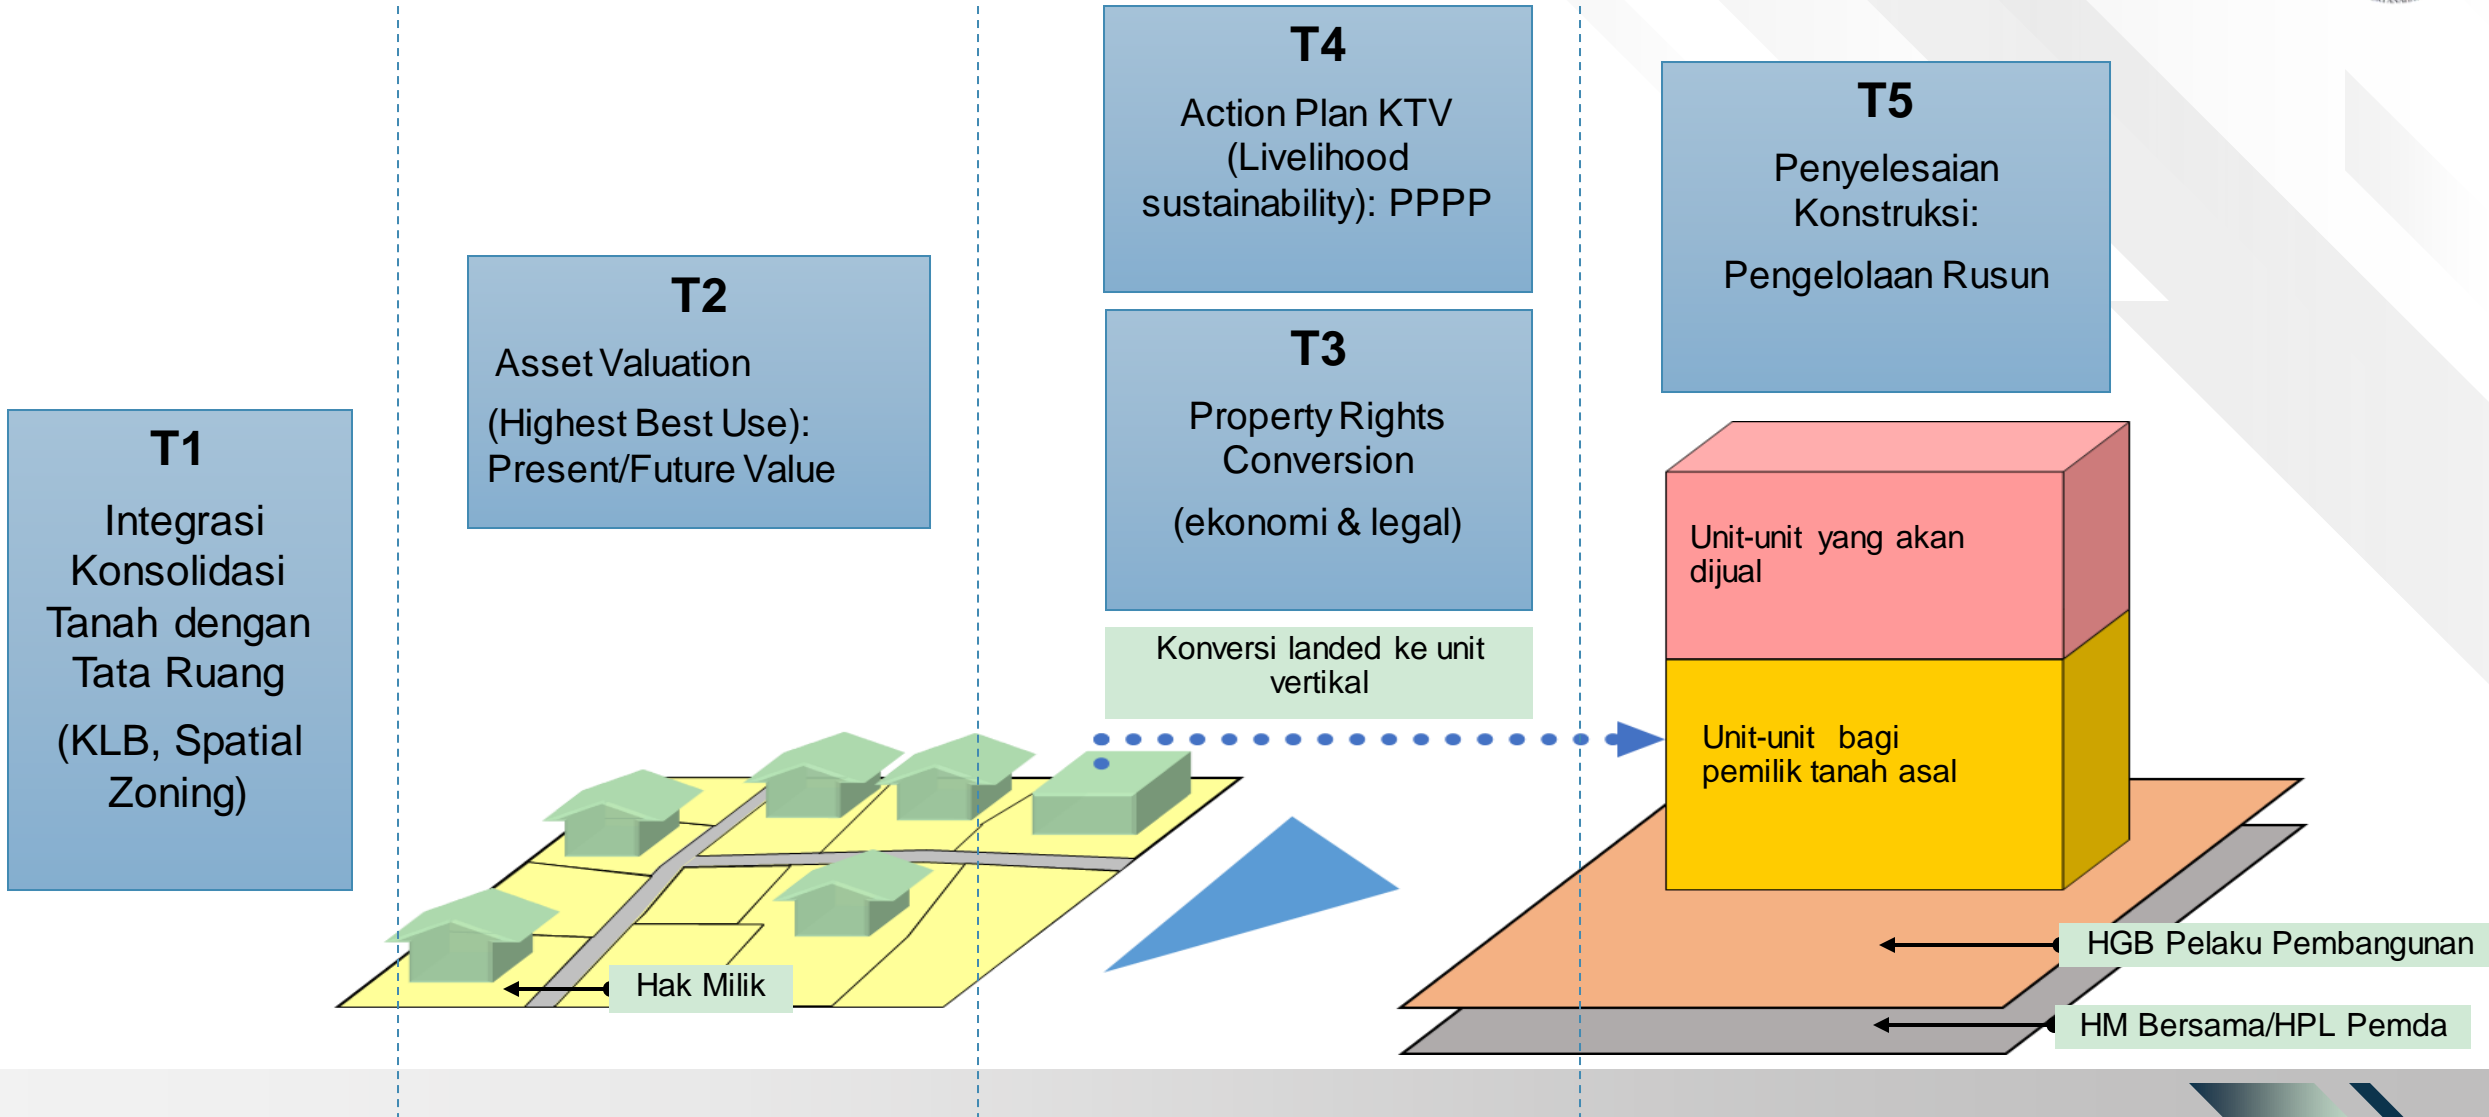 T1
Integrasi
Konsolidasi
Tanah dengan
Tata Ruang
(KLB, Spatial
Zoning)
T2
Asset Valuation
(Highest Best Use):
Present/Future Value
T4
Action Plan KTV
(Livelihood
sustainability): PPPP
T3
Property Rights
Conversion
(ekonomi & legal)
Konversi landed ke unit
vertikal
T5
Penyelesaian
Konstruksi:
Pengelolaan Rusun
Unit-unit yang akan
dijual
Unit-unit bagi
pemilik tanah asal
Hak Milik
HGB Pelaku Pembangunan
HM Bersama/HPL Pemda